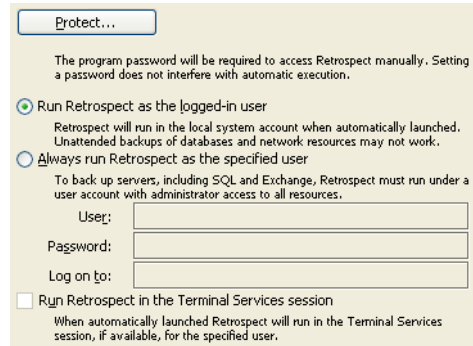 Protect...
The program password will be required to access Retrospect manually. Setting
a password does not interfere with automatic execution.
Run Retrospect as the logged-in user
Retrospect will run in the local system account when automatically launched.
Unattended backups of databases and network resources may not work.
Always run Retrospect as the specified user
To back up servers, including SQL and Exchange, Retrospect must run under a
user account with administrator access to all resources.
User:
Password:
Log on to:
Run Retrospect in the Terminal Services session
When automatically launched Retrospect will run in the Terminal Services
session, if available, for the specified user.